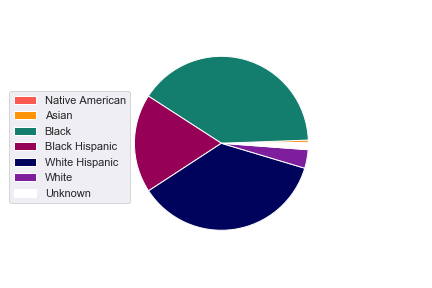 Native American
Asian
Black
Black Hispanic
White Hispanic
White
Unknown